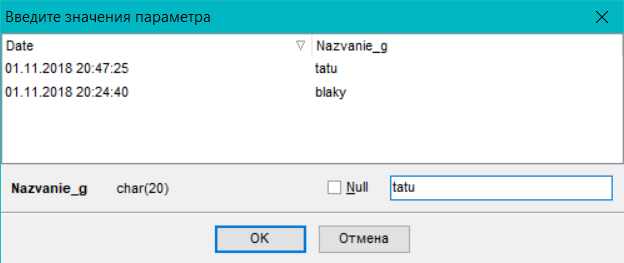 Введите значения параметра
Date Nazvanie_g
01.11.2018 20:47:25 tatu
01.11.2018 20:24:40 blaky
Nazvanie_g char(20) Null tatu
OK Отмена